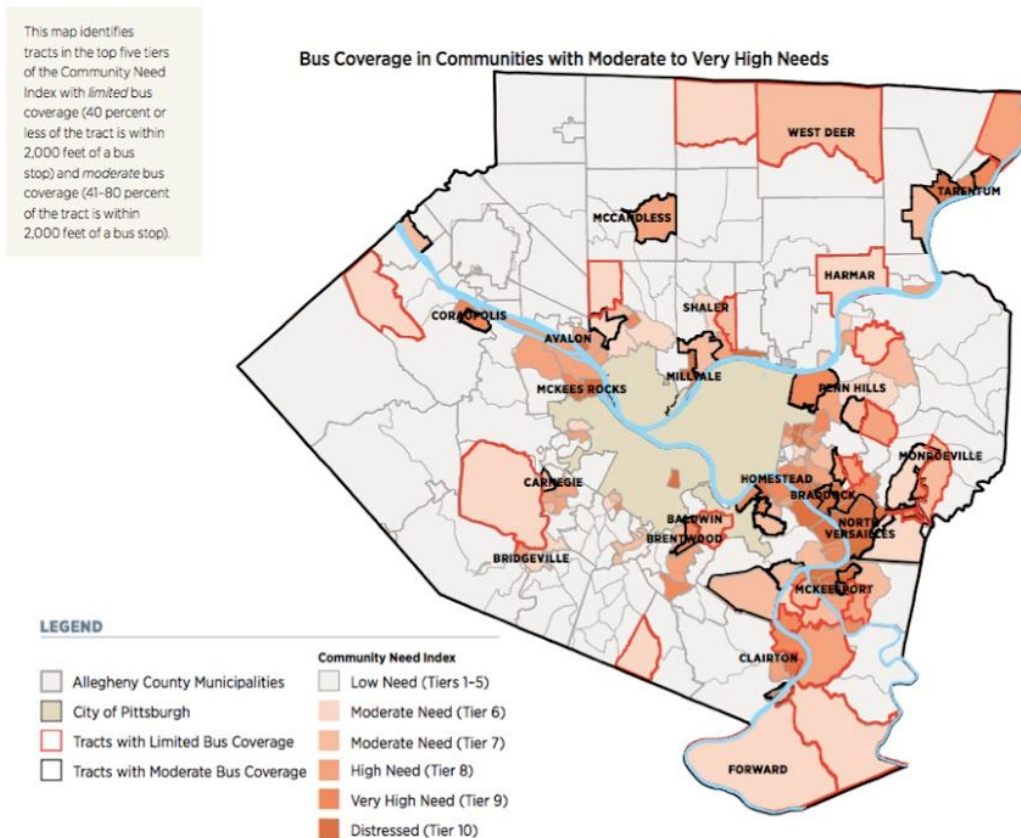 This map identifies
tracts in the top five tiers
of the Community Need
Index with limited bus
coverage (40 percent or
less of the tract is within
2,000 feet of a bus
stop) and moderate bus
coverage (41–80 percent
of the tract is within
2,000 feet of a bus stop).
Bus Coverage in Communities with Moderate to Very High Needs
WEST DEER
TARENTUM
MCCANDLESS
HARMAR
CORAOPOLIS
SHALER
AVALON
MILLVALE
MCKEES ROCKS
PENN HILLS
MONROEVILLE
CARNEGIE
HOMESTEAD
BRADDOCK
BALDWIN
NORTH
VERSAILLES
BRENTWOOD
BRIDGEVILLE
MCKEESPORT
CLAIRTON
FORWARD
LEGEND
Allegheny County Municipalities
City of Pittsburgh
Tracts with Limited Bus Coverage
Tracts with Moderate Bus Coverage
Community Need Index
Low Need (Tiers 1–5)
Moderate Need (Tier 6)
Moderate Need (Tier 7)
High Need (Tier 8)
Very High Need (Tier 9)
Distressed (Tier 10)